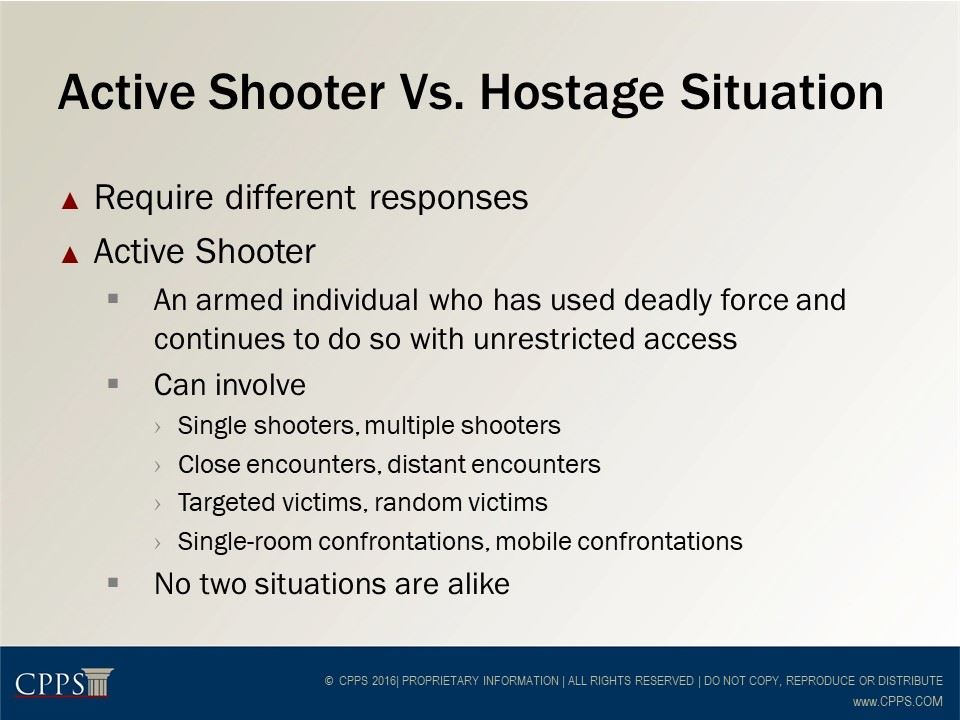 Active Shooter Vs. Hostage Situation
▲ Require different responses
▲ Active Shooter
▪ An armed individual who has used deadly force and
continues to do so with unrestricted access
▪ Can involve
› Single shooters, multiple shooters
› Close encounters, distant encounters
› Targeted victims, random victims
› Single-room confrontations, mobile confrontations
▪ No two situations are alike
CPPS
© CPPS 2016| PROPRIETARY INFORMATION | ALL RIGHTS RESERVED | DO NOT COPY, REPRODUCE OR DISTRIBUTE
www.CPPS.COM